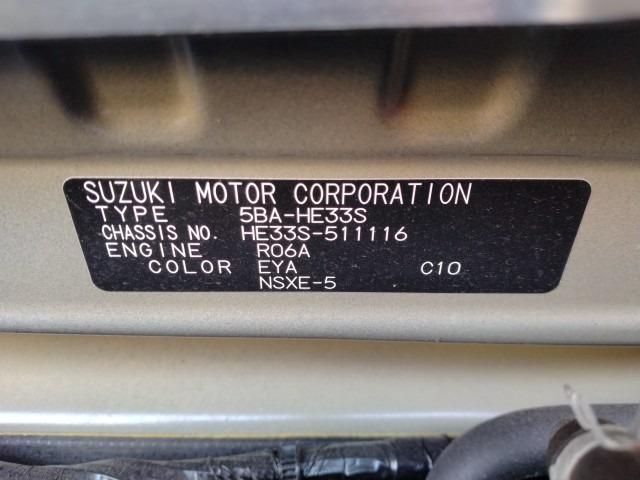 SUZUKI MOTOR CORPORATION
TYPE 5BA-HE33S
CHASSIS NO. HE33S-511116
ENGINE R06A
COLOR EYA C10
NSXE-5